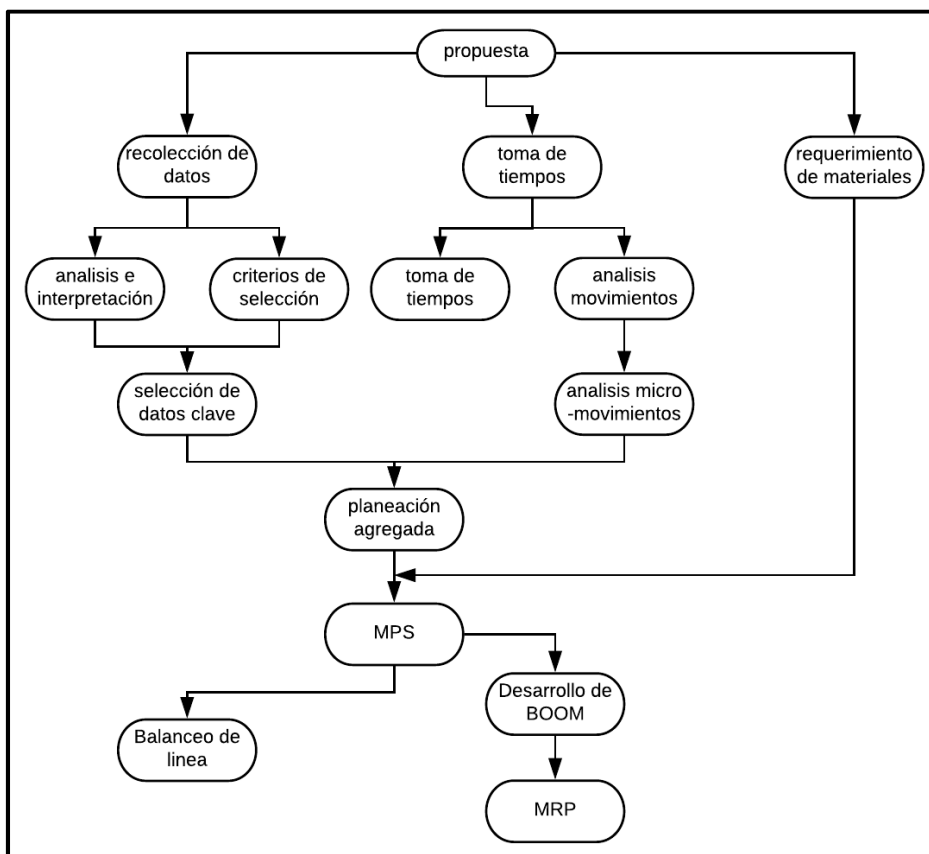 propuesta
recolección de
datos
toma de
tiempos
requerimiento
de materiales
analisis e
interpretación
criterios de
selección
toma de
tiempos
analisis
movimientos
selección de
datos clave
analisis micro
-movimientos
planeación
agregada
MPS
Desarrollo de
BOOM
Balanceo de
linea
MRP